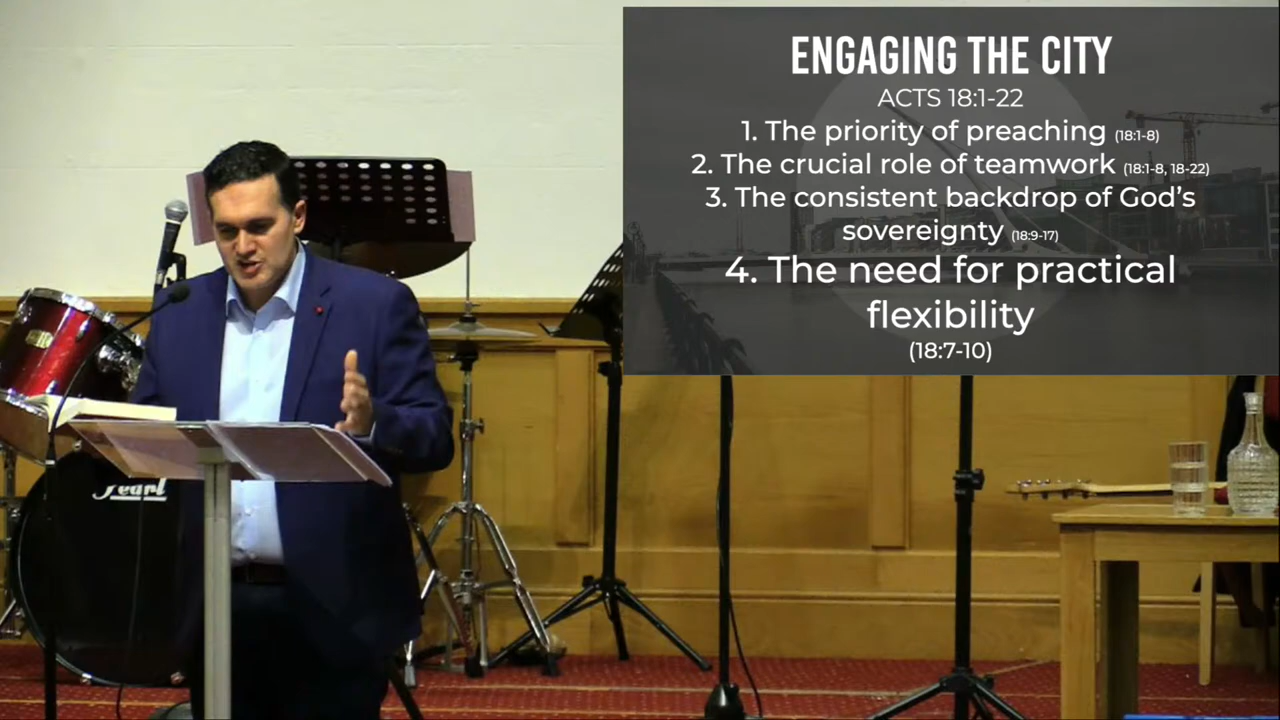 ENGAGING THE CITY
ACTS 18:1-22
1. The priority of preaching (18:1-8)
2. The crucial role of teamwork (18:1-8, 18-22)
3. The consistent backdrop of God's
sovereignty (18:9-17)
4. The need for practical
flexibility
(18:7-10)
Pearl